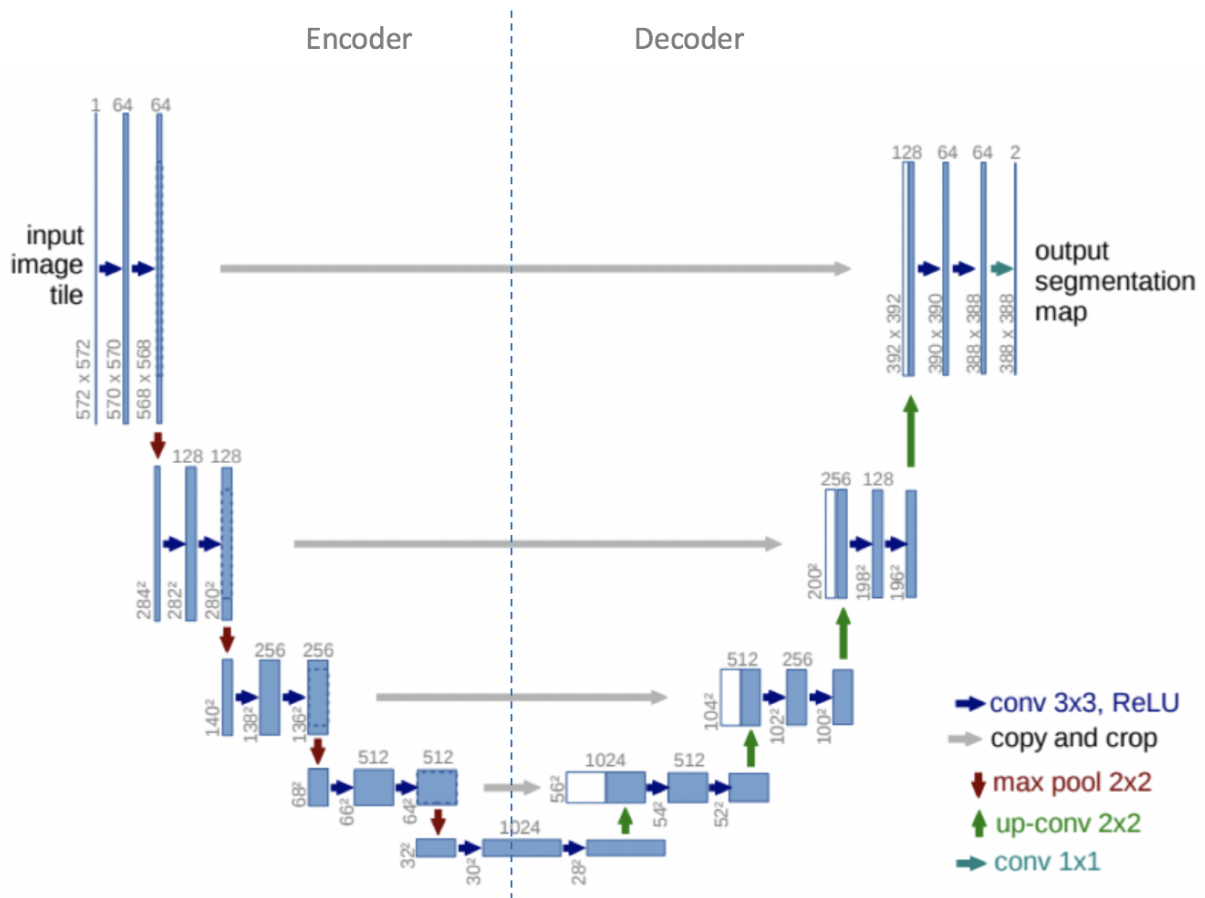 Encoder
Decoder
1 64 64
input
image
tile
572 x 572
570 x 570
568 x 568
128 64 64 2
output
segmentation
map
392 x 392
390 x 390
388 x 388
388 x 388
128 128
284²
282²
280²
256 128
200²
198²
196²
256 256
140²
138²
136²
512 256
104²
102²
100²
512 512
68²
66²
64²
1024 512
56²
54²
52²
1024
32²
30²
28²
conv 3x3, ReLU
copy and crop
max pool 2x2
up-conv 2x2
conv 1x1